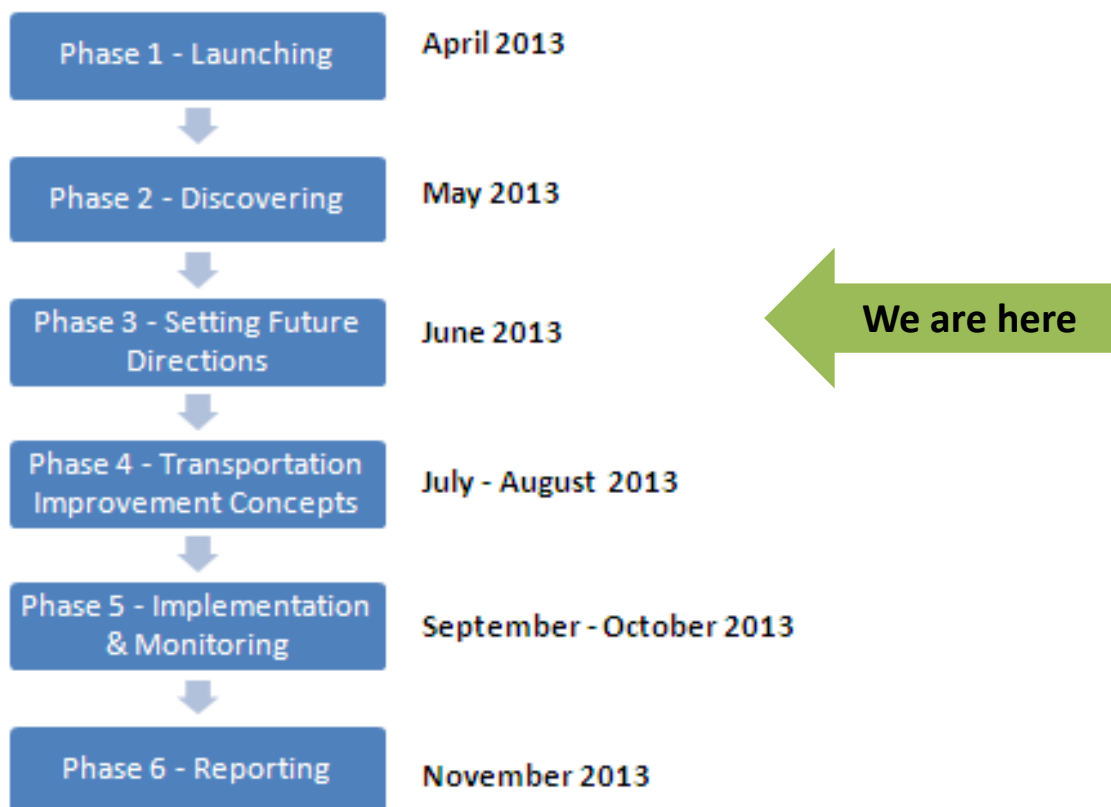 Phase 1 - Launching
April 2013
Phase 2 - Discovering
May 2013
Phase 3 - Setting Future
Directions
June 2013
We are here
Phase 4 - Transportation
Improvement Concepts
July - August 2013
Phase 5 - Implementation
& Monitoring
September - October 2013
Phase 6 - Reporting
November 2013